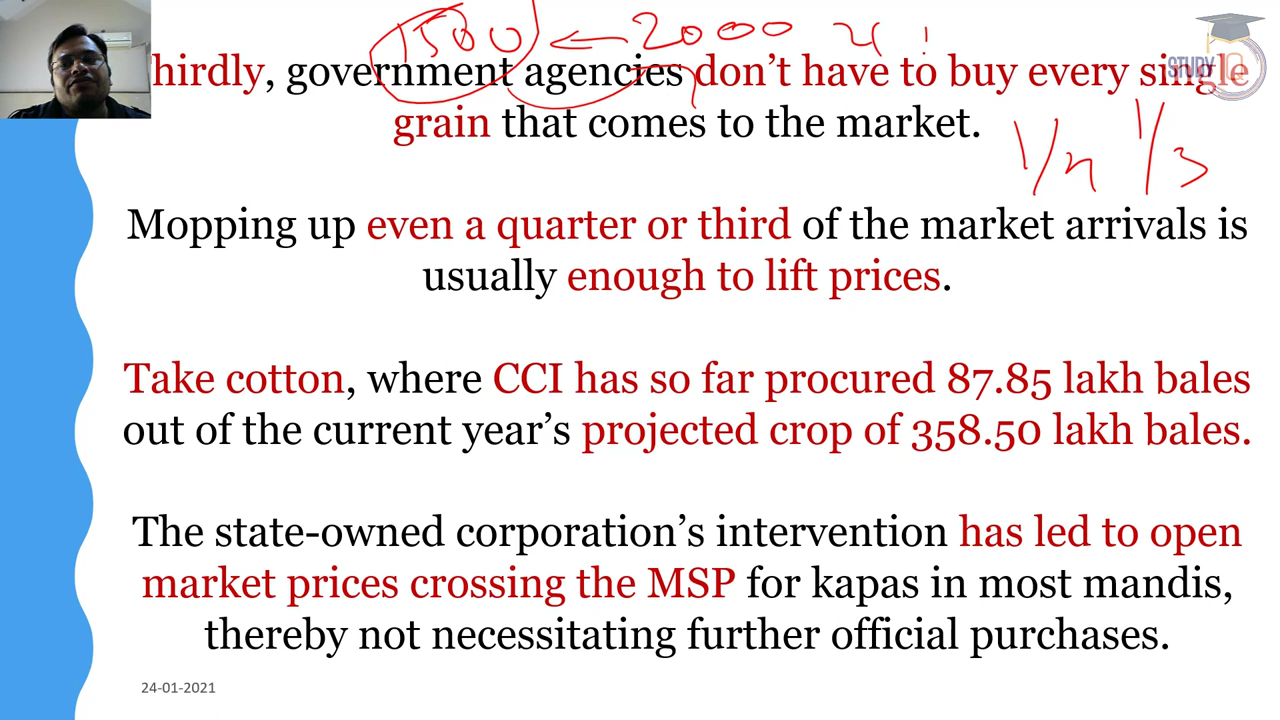 1500 ← 2000
Thirdly, government agencies don't have to buy every single
STUDY IQ
grain that comes to the market.
1/4 1/3
Mopping up even a quarter or third of the market arrivals is
usually enough to lift prices.
Take cotton, where CCI has so far procured 87.85 lakh bales
out of the current year's projected crop of 358.50 lakh bales.
The state-owned corporation's intervention has led to open
market prices crossing the MSP for kapas in most mandis,
thereby not necessitating further official purchases.
24-01-2021